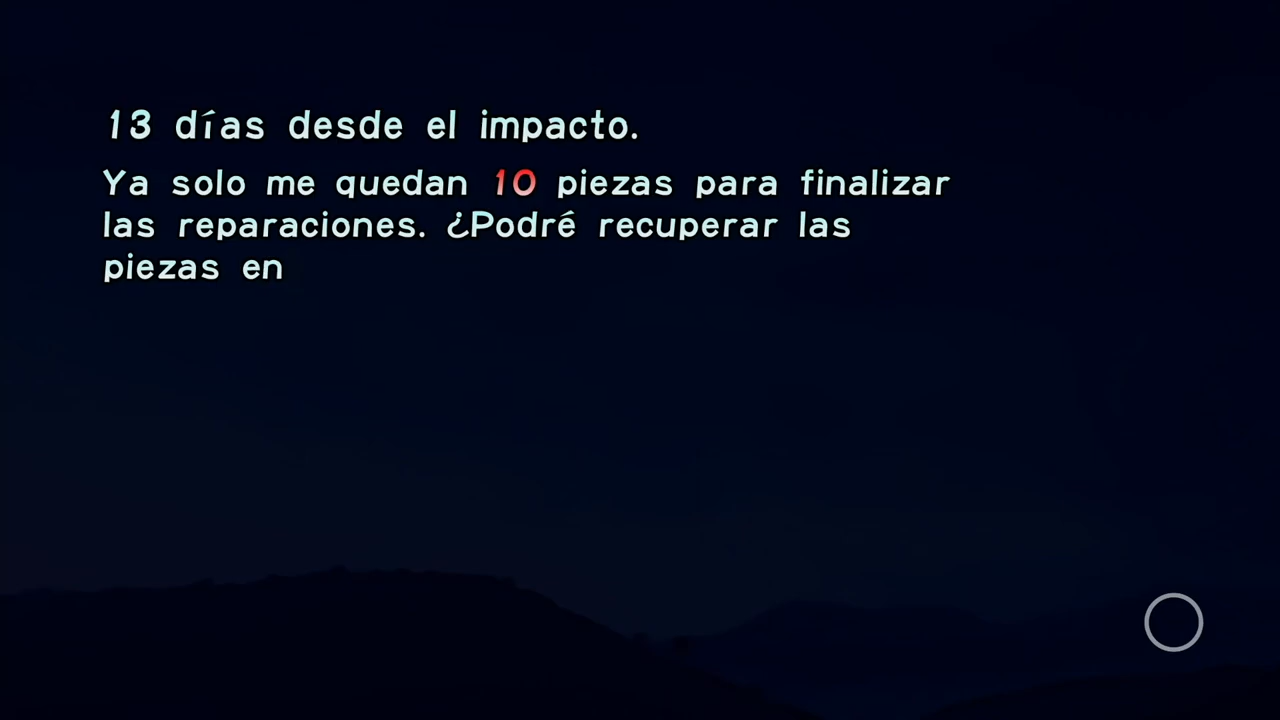 13 días desde el impacto.
Ya solo me quedan 10 piezas para finalizar
las reparaciones. ¿Podré recuperar las
piezas en